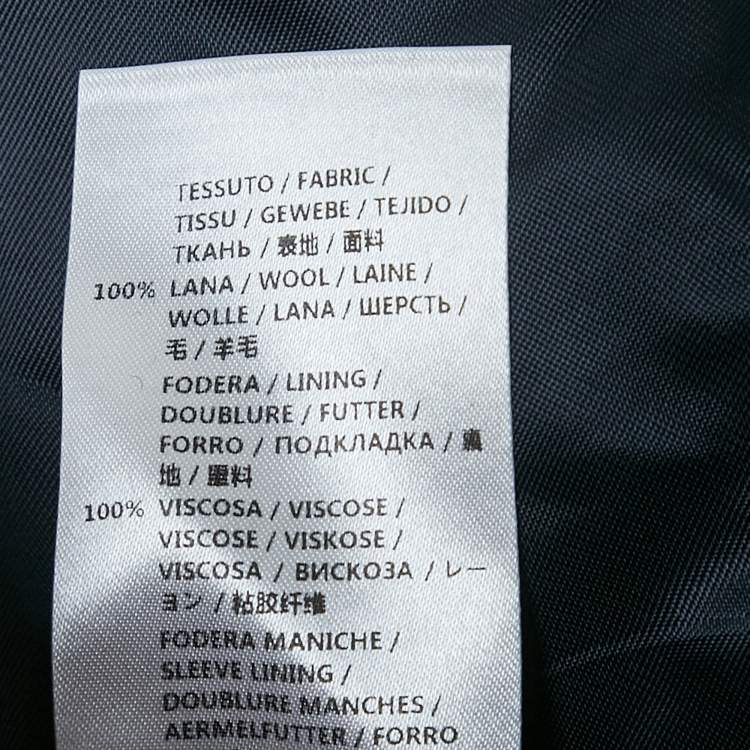 TESSUTO / FABRIC /
TISSU / GEWEBE / TEJIDO /
ТКАНЬ / 表地 / 面料
100% LANA / WOOL / LAINE /
WOLLE / LANA / ШЕРСТЬ /
毛 / 羊毛
FODERA / LINING /
DOUBLURE / FUTTER /
FORRO / ПОДКЛАДКА / 裏
地 / 里料
100% VISCOSA / VISCOSE /
VISCOSE / VISKOSE /
VISCOSA / ВИСКОЗА / レー
ヨン / 粘胶纤维
FODERA MANICHE /
SLEEVE LINING /
DOUBLURE MANCHES /
AERMELFUTTER / FORRO